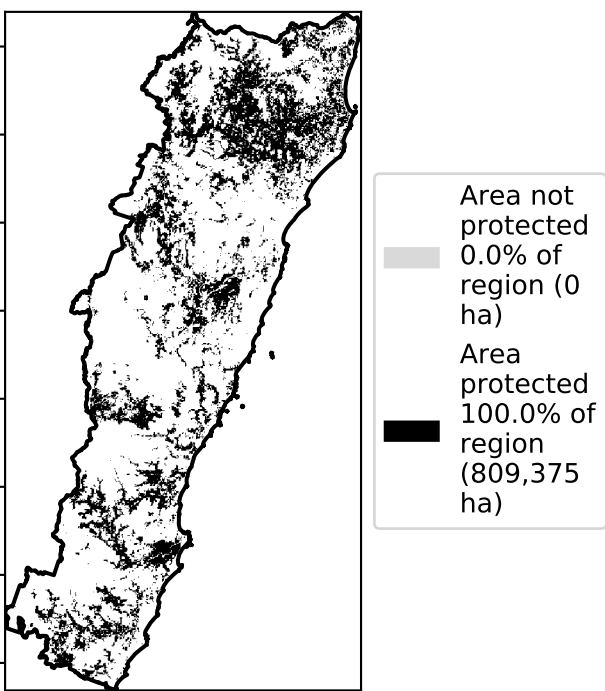 Area not
protected
0.0% of
region (0
ha)
Area
protected
100.0% of
region
(809,375
ha)